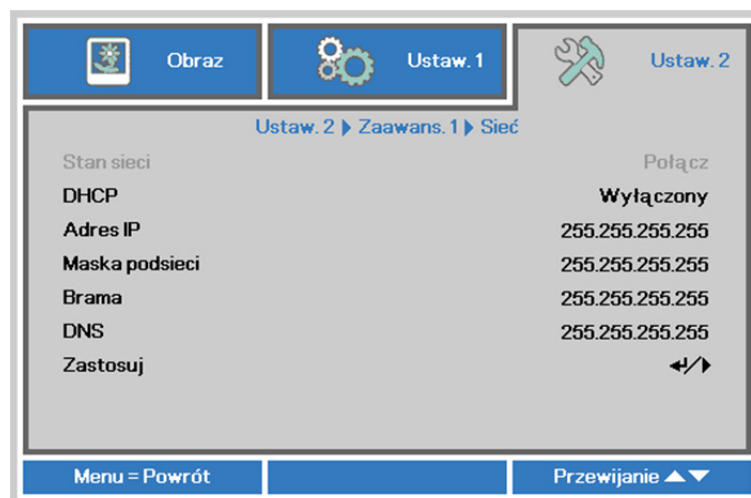 Obraz Ustaw. 1 Ustaw. 2
Ustaw. 2 ▶ Zaawans. 1 ▶ Sieć
Stan sieci Połącz
DHCP Wyłączony
Adres IP 255.255.255.255
Maska podsieci 255.255.255.255
Brama 255.255.255.255
DNS 255.255.255.255
Zastosuj ↵/▶
Menu = Powrót Przewijanie ▲▼